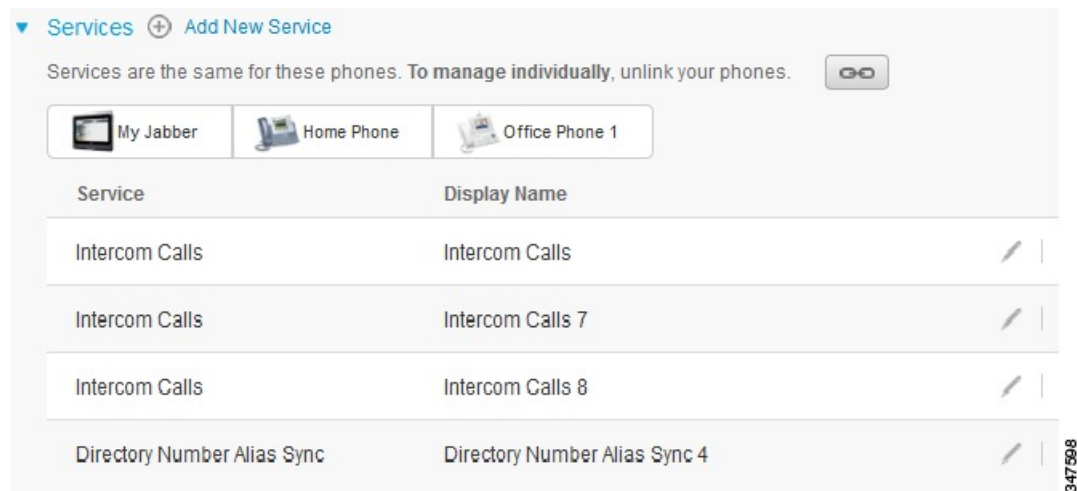 Services Add New Service
Services are the same for these phones. To manage individually, unlink your phones.
My Jabber Home Phone Office Phone 1
Service Display Name
Intercom Calls Intercom Calls
Intercom Calls Intercom Calls 7
Intercom Calls Intercom Calls 8
Directory Number Alias Sync Directory Number Alias Sync 4
347598